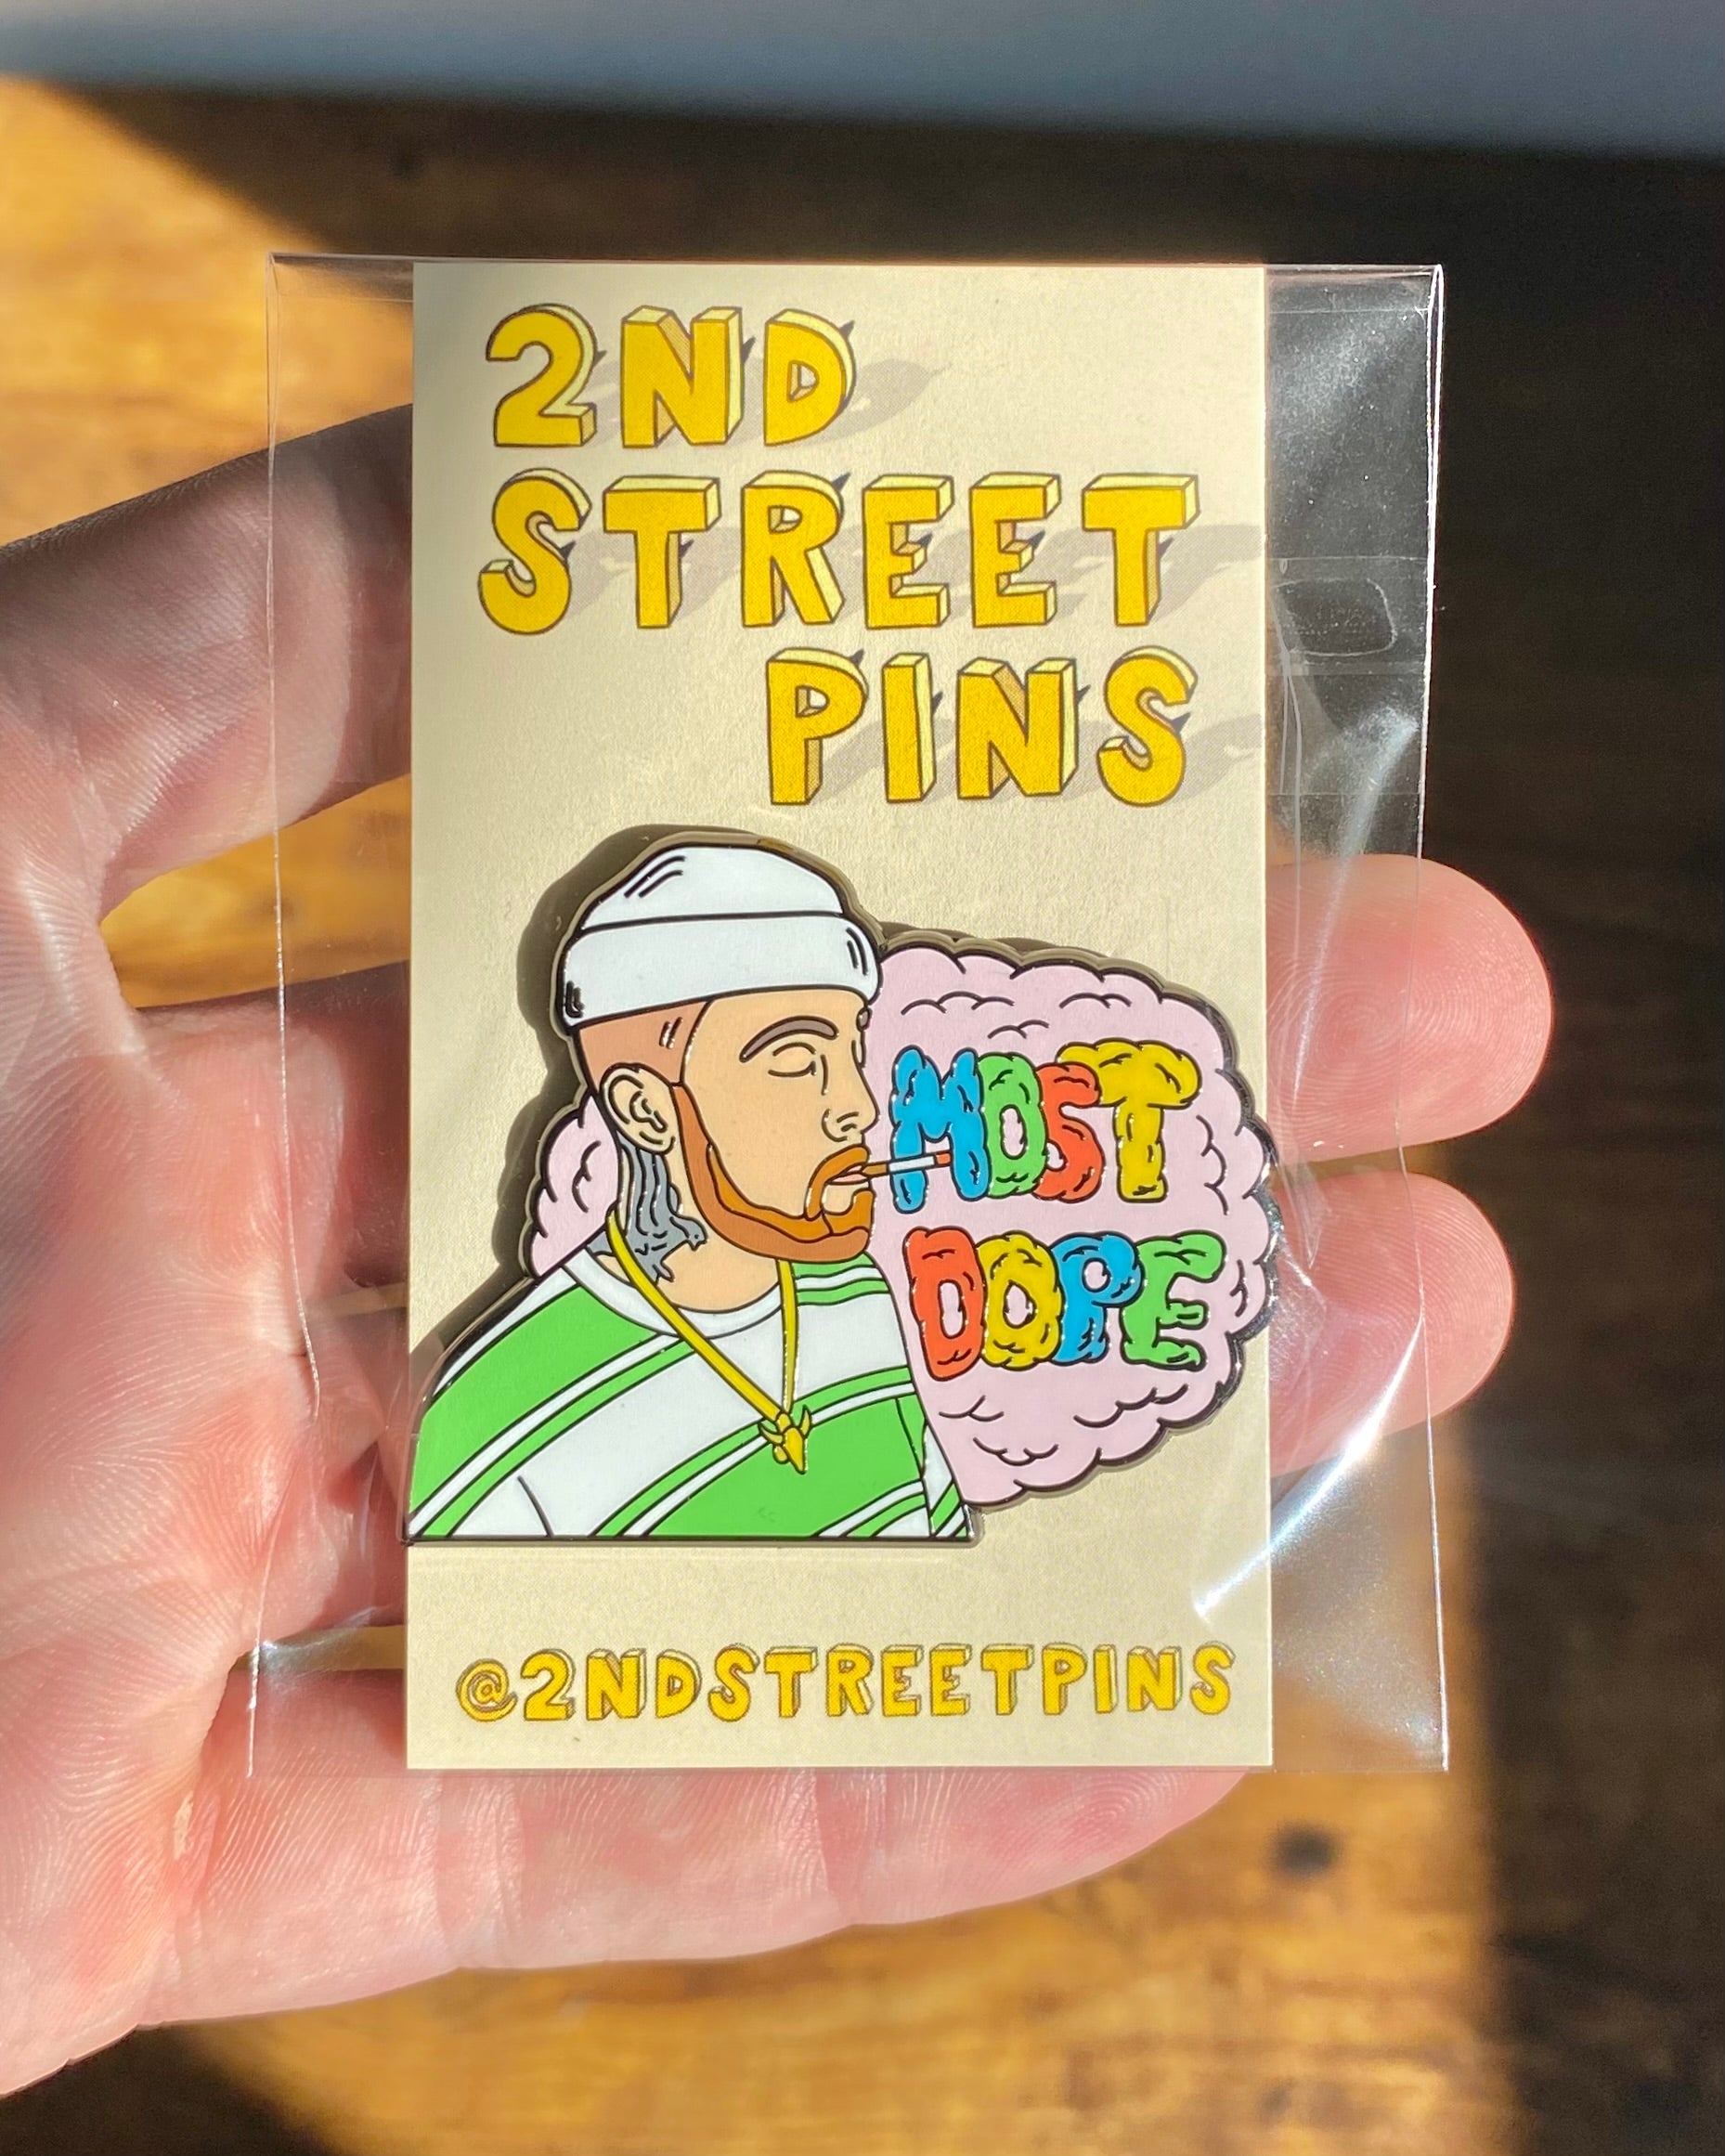 2ND
STREET
PINS
MOST
DOPE
@2NDSTREETPINS